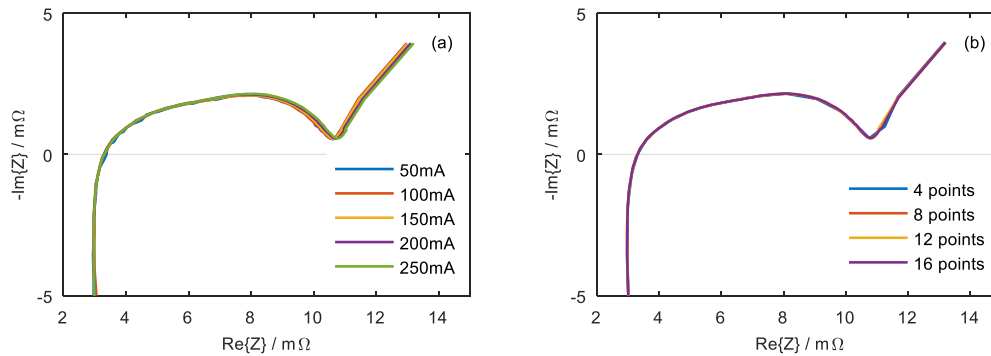 5
(a)
-Im{Z} / mΩ
0
50mA
100mA
150mA
200mA
250mA
-5
2 4 6 8 10 12 14
Re{Z} / mΩ
5
(b)
-Im{Z} / mΩ
0
4 points
8 points
12 points
16 points
-5
2 4 6 8 10 12 14
Re{Z} / mΩ